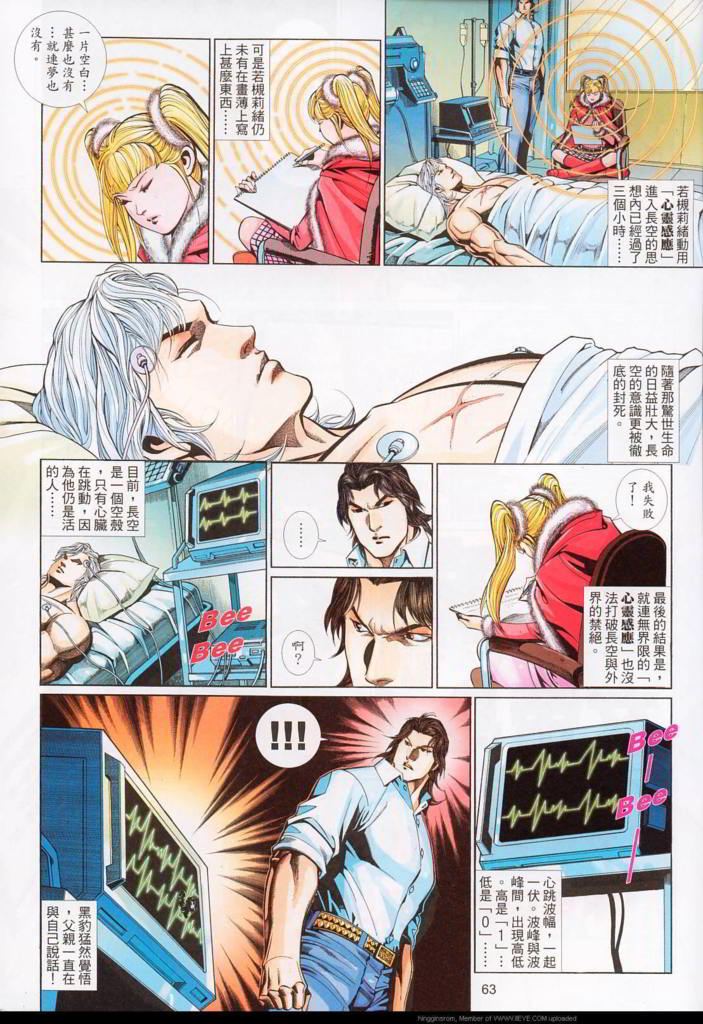 若槻莉緒動用
「心靈感應」
進入長空的思
想內已經過了
三個小時……
可是若槻莉緒仍
未有在畫薄上寫
上甚麼東西……
一片空白…
甚麼也沒有
…就連夢也
沒有。
隨著那驚世生命
的日益壯大，長
空的意識更被徹
底的封死。
我失敗
了！
最後的結果是，
就連無界限的「
心靈感應」也沒
法打破長空與外
界的禁絕。
……
啊？
目前，長空
是一個空殼
，只有心臟
在跳動，因
為他仍是活
的人……
Bee
Bee
Bee
Bee
心跳波幅，一起
一伏。波峰與波
峰間，出現高低
。高是「1」…
低是「0」……
!!!
黑豹猛然覺悟
，父親一直在
與自己說話！
63
Ningginsrom, Member of VWWW.IIEYE.COM uploaded